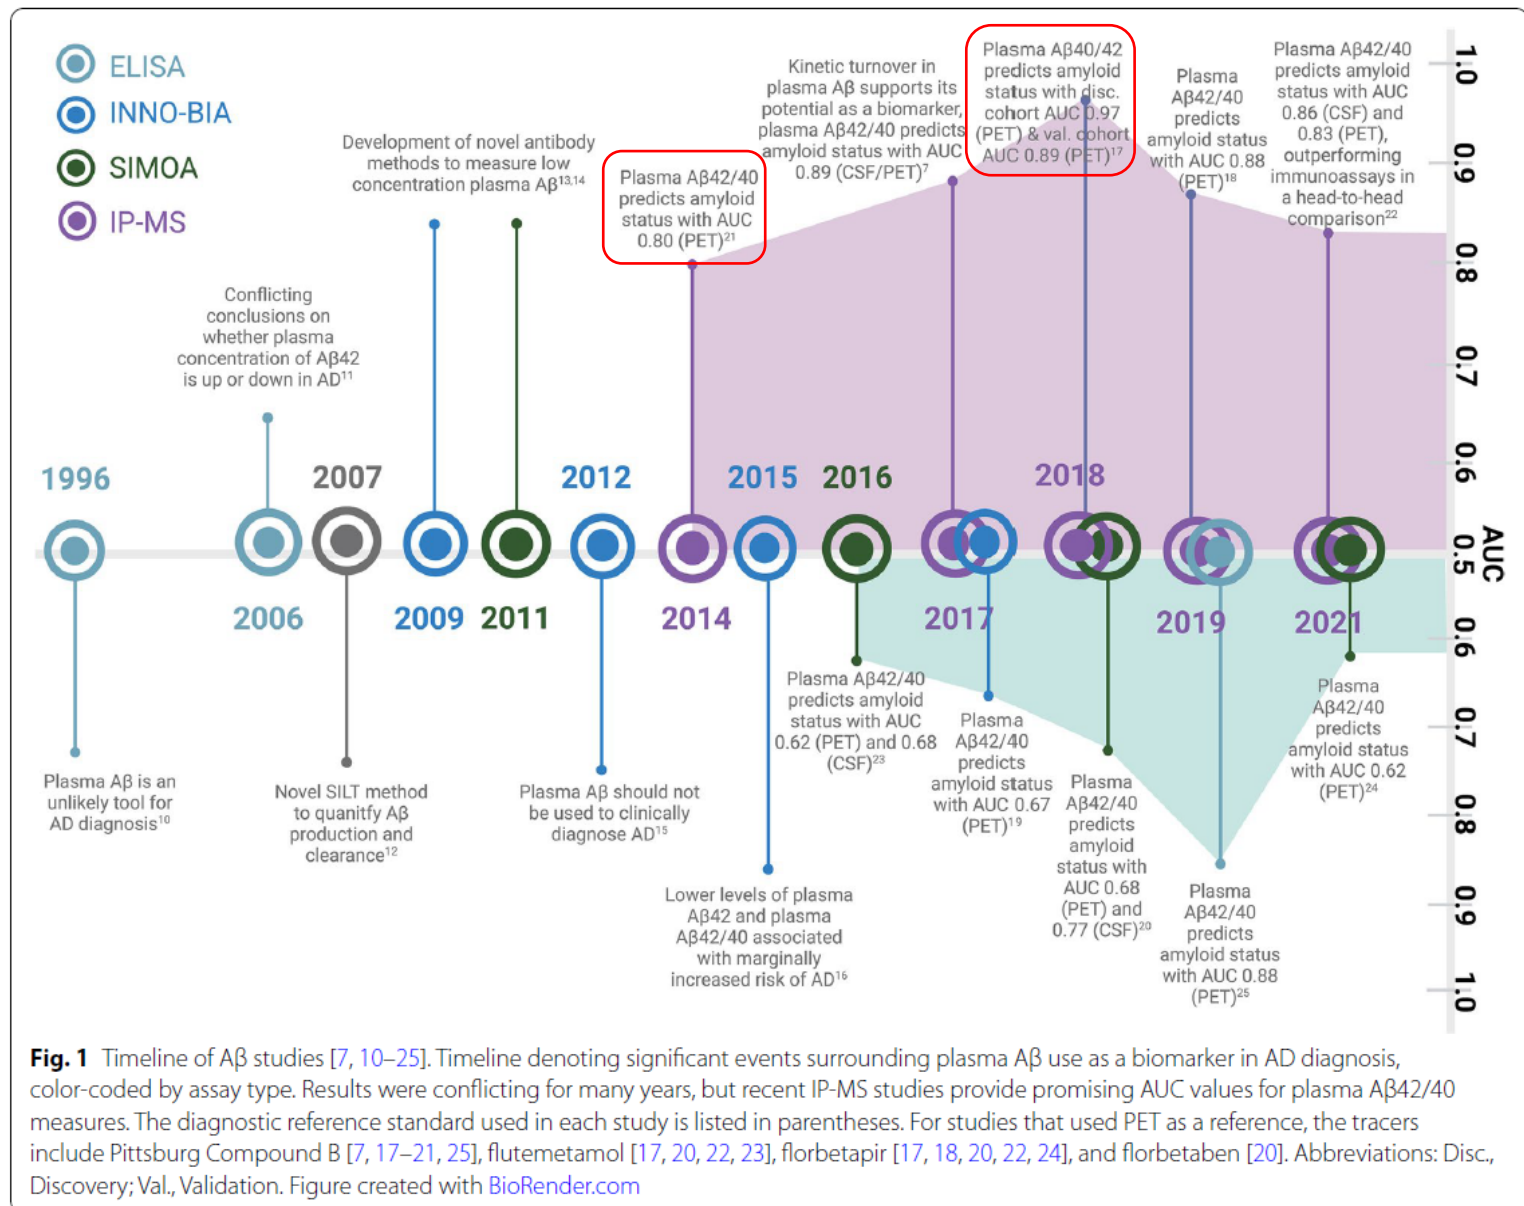 ELISA
INNO-BIA
SIMOA
IP-MS
Development of novel antibody
methods to measure low
concentration plasma Aβ13,14
Plasma Aβ42/40
predicts amyloid
status with AUC
0.80 (PET)21
Kinetic turnover in
plasma Aβ supports its
potential as a biomarker,
plasma Aβ42/40 predicts
amyloid status with AUC
0.89 (CSF/PET)7
Plasma Aβ40/42
predicts amyloid
status with disc.
cohort AUC 0.97
(PET) & val. cohort
AUC 0.89 (PET)17
Plasma
Aβ42/40
predicts
amyloid status
with AUC 0.88
(PET)18
Plasma Aβ42/40
predicts amyloid
status with AUC
0.86 (CSF) and
0.83 (PET),
outperforming
immunoassays in
a head-to-head
comparison22
Conflicting
conclusions on
whether plasma
concentration of Aβ42
is up or down in AD11
1996
2006
2007
2009
2011
2012
2014
2015
2016
2017
2018
2019
2021
Plasma Aβ is an
unlikely tool for
AD diagnosis10
Novel SILT method
to quanitify Aβ
production and
clearance12
Plasma Aβ should not
be used to clinically
diagnose AD15
Lower levels of plasma
Aβ42 and plasma
Aβ42/40 associated
with marginally
increased risk of AD16
Plasma Aβ42/40
predicts amyloid
status with AUC
0.62 (PET) and 0.68
(CSF)23
Plasma
Aβ42/40
predicts
amyloid status
with AUC 0.67
(PET)19
Plasma
Aβ42/40
predicts
amyloid
status with
AUC 0.68
(PET) and
0.77 (CSF)20
Plasma
Aβ42/40
predicts
amyloid status
with AUC 0.88
(PET)25
Plasma
Aβ42/40
predicts
amyloid status
with AUC 0.62
(PET)24
1.0
0.9
0.8
0.7
0.6
0.5
0.6
0.7
0.8
0.9
1.0
AUC
Fig. 1 Timeline of Aβ studies [7, 10–25]. Timeline denoting significant events surrounding plasma Aβ use as a biomarker in AD diagnosis,
color-coded by assay type. Results were conflicting for many years, but recent IP-MS studies provide promising AUC values for plasma Aβ42/40
measures. The diagnostic reference standard used in each study is listed in parentheses. For studies that used PET as a reference, the tracers
include Pittsburg Compound B [7, 17–21, 25], flutemetamol [17, 20, 22, 23], florbetapir [17, 18, 20, 22, 24], and florbetaben [20]. Abbreviations: Disc.,
Discovery; Val., Validation. Figure created with BioRender.com